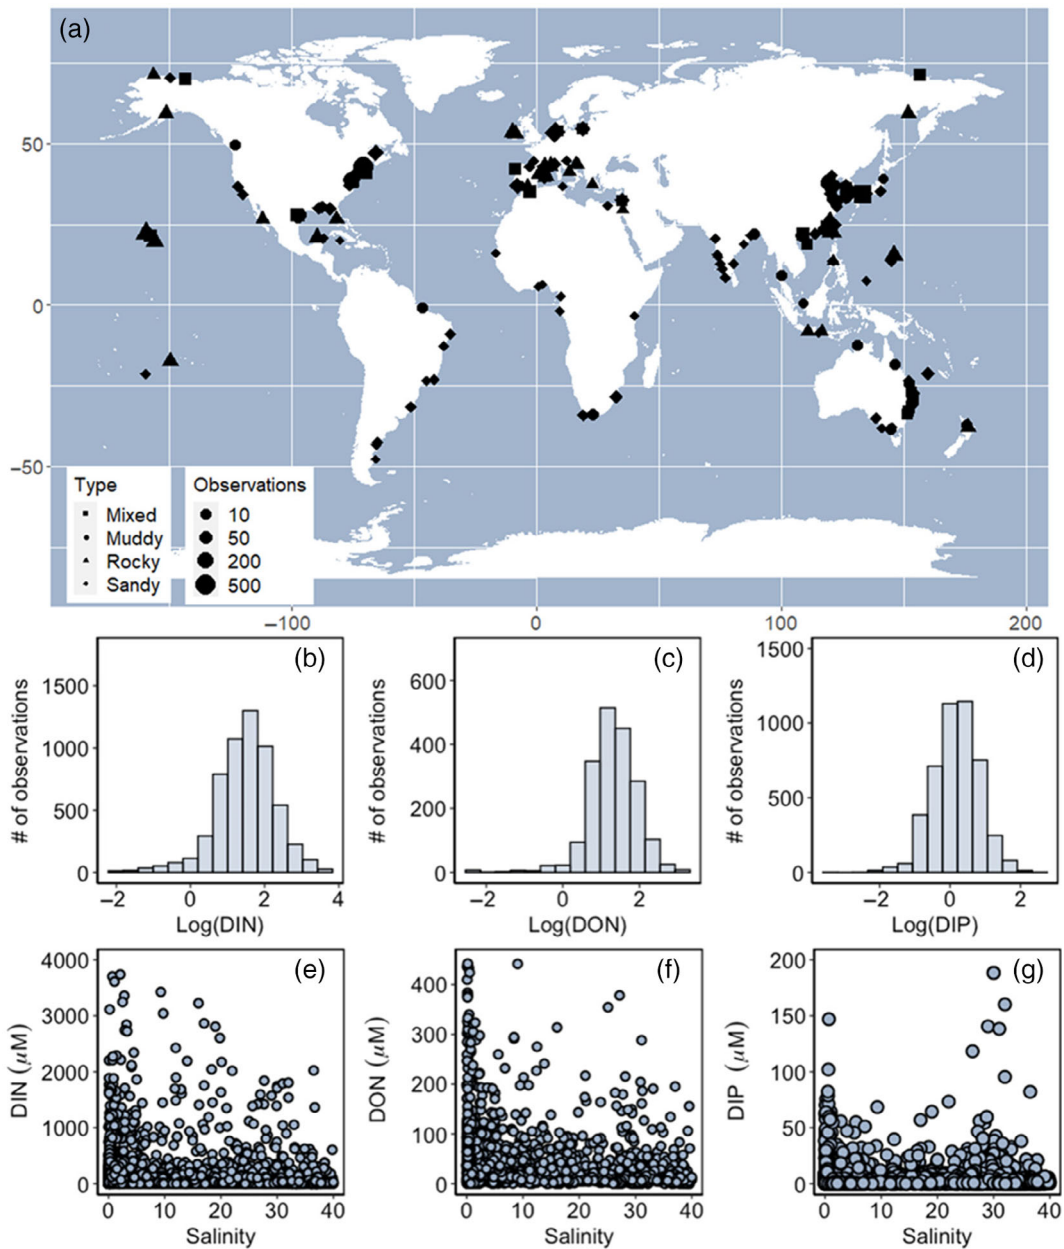 (a)
50
0
−50
Type
Mixed
Muddy
Rocky
Sandy
Observations
10
50
200
500
−100
0
100
200
(b)
1500
1000
500
0
# of observations
−2
0
2
4
Log(DIN)
(c)
600
400
200
0
# of observations
−2
0
2
Log(DON)
(d)
1500
1000
500
0
# of observations
−2
0
2
Log(DIP)
(e)
4000
3000
2000
1000
0
DIN (μM)
0
10
20
30
40
Salinity
(f)
400
300
200
100
0
DON (μM)
0
10
20
30
40
Salinity
(g)
200
150
100
50
0
DIP (μM)
0
10
20
30
40
Salinity